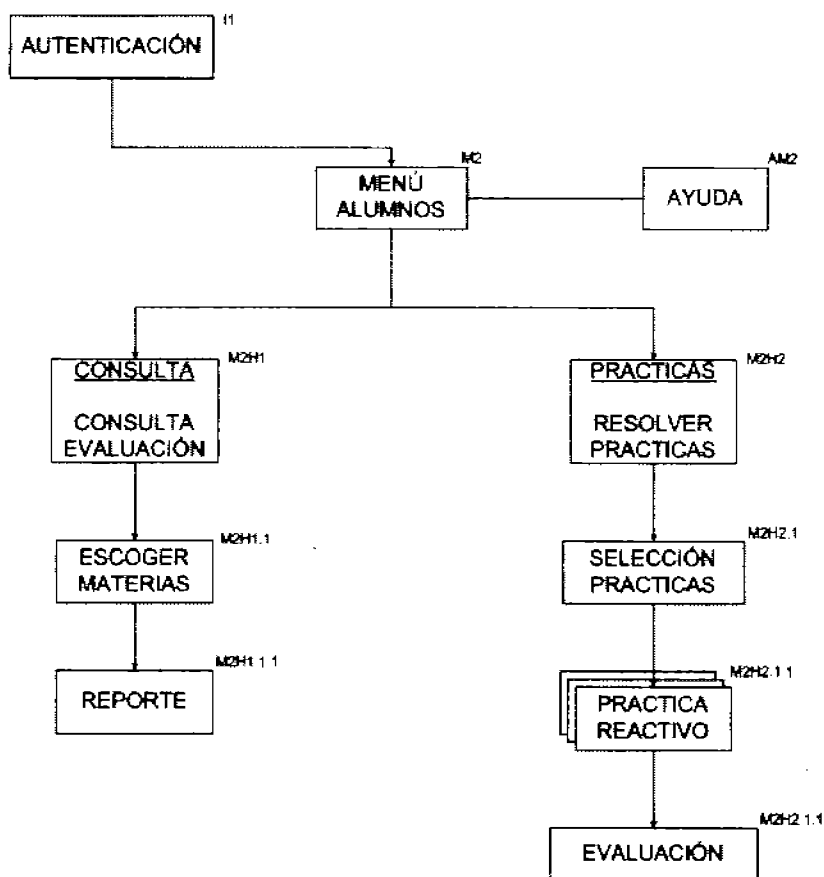 I1
AUTENTICACIÓN
M2
MENÚ
ALUMNOS
AM2
AYUDA
M2H1
CONSULTA
CONSULTA
EVALUACIÓN
M2H2
PRACTICAS
RESOLVER
PRACTICAS
M2H1.1
ESCOGER
MATERIAS
M2H2.1
SELECCIÓN
PRACTICAS
M2H1.1.1
REPORTE
M2H2.1.1
PRACTICA
REACTIVO
M2H2.1.1
EVALUACIÓN